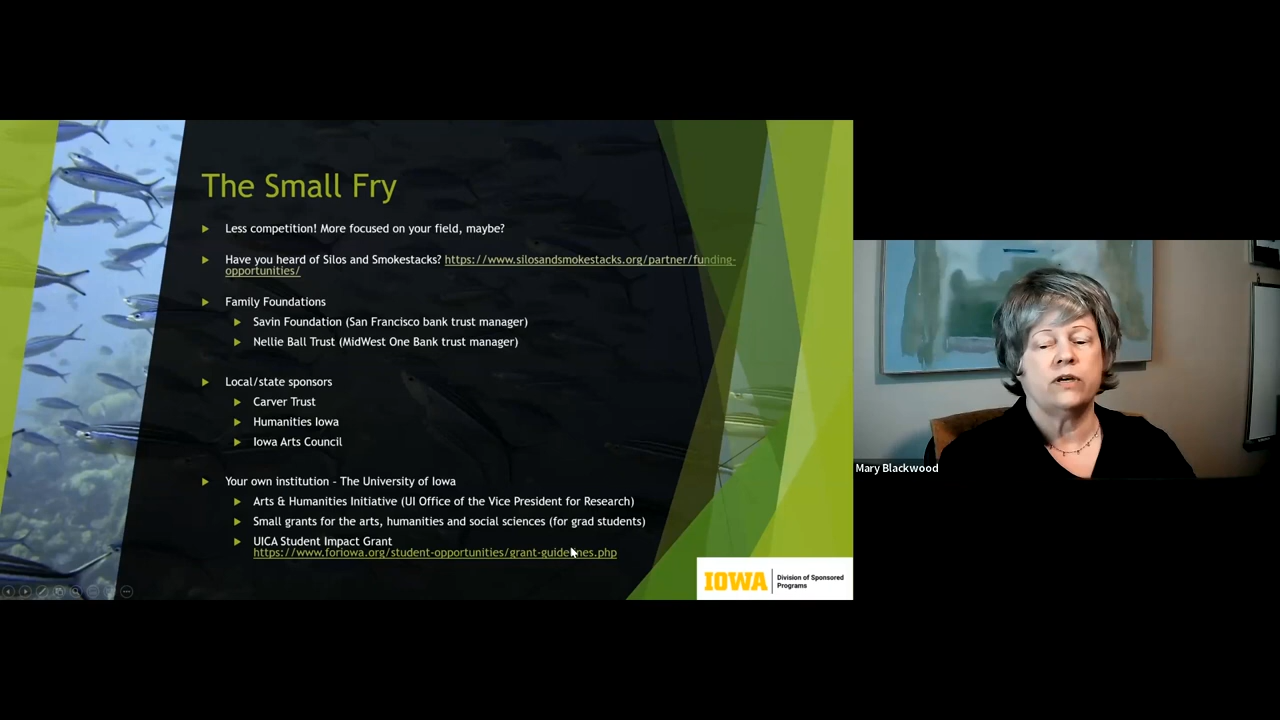 The Small Fry
Less competition! More focused on your field, maybe?
Have you heard of Silos and Smokestacks? https://www.silosandsmokestacks.org/partner/funding-
opportunities/
Family Foundations
Savin Foundation (San Francisco bank trust manager)
Nellie Ball Trust (MidWest One Bank trust manager)
Local/state sponsors
Carver Trust
Humanities Iowa
Iowa Arts Council
Your own institution - The University of Iowa
Arts & Humanities Initiative (UI Office of the Vice President for Research)
Small grants for the arts, humanities and social sciences (for grad students)
UICA Student Impact Grant
https://www.foriowa.org/student-opportunities/grant-guidelines.php
IOWA
Division of Sponsored
Programs
Mary Blackwood